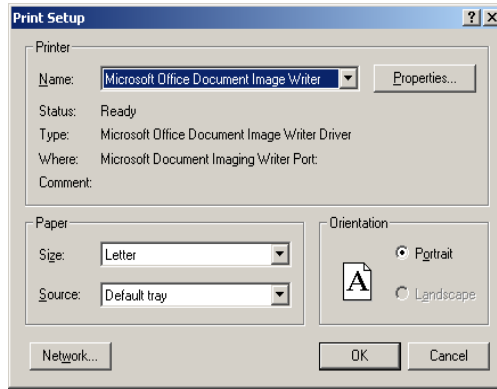 Print Setup
Printer
Name: Microsoft Office Document Image Writer Properties...
Status: Ready
Type: Microsoft Office Document Image Writer Driver
Where: Microsoft Document Imaging Writer Port:
Comment:
Paper
Size: Letter
Source: Default tray
Orientation
A
Portrait
Landscape
Network... OK Cancel